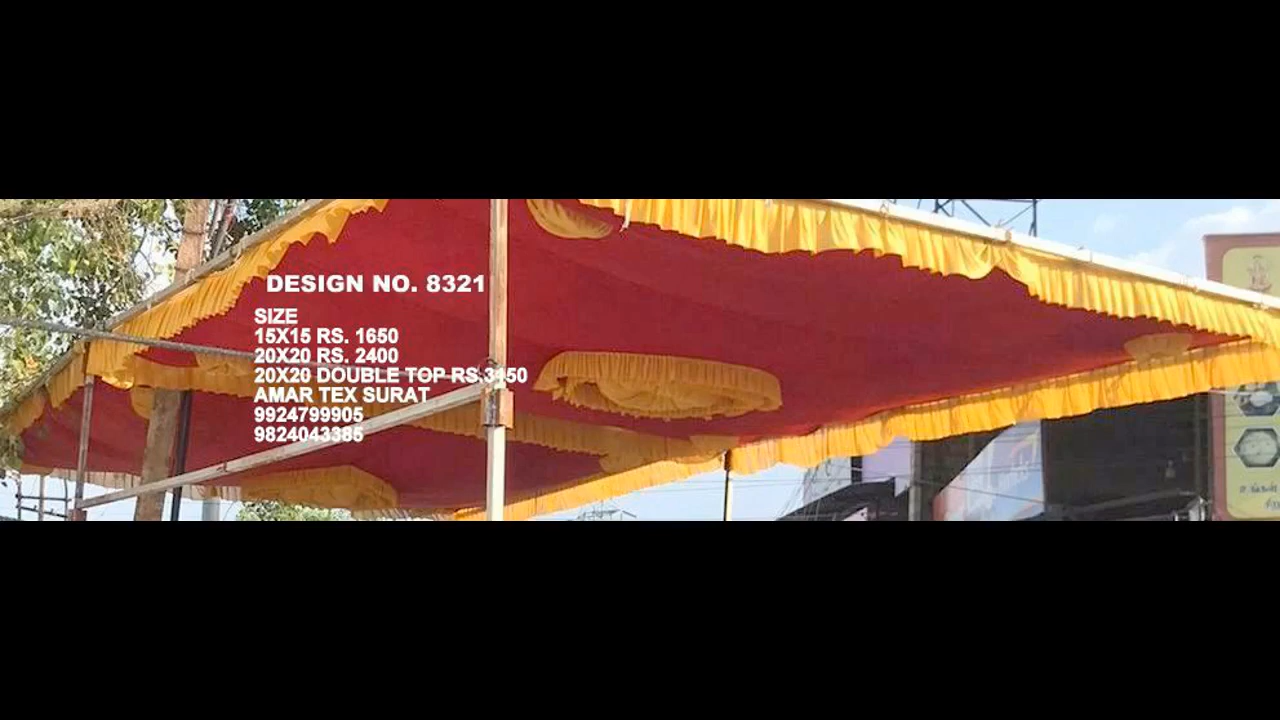 DESIGN NO. 8321
SIZE
15X15 RS. 1650
20X20 RS. 2400
20X20 DOUBLE TOP RS.3150
AMAR TEX SURAT
9924799905
9824043385